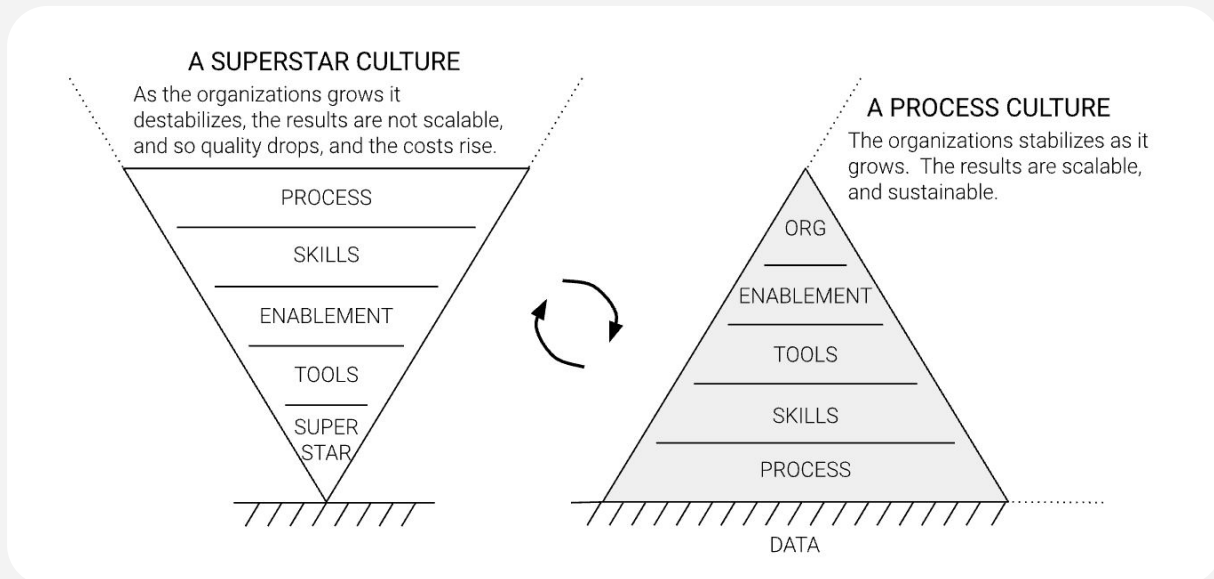 A SUPERSTAR CULTURE
As the organizations grows it
destabilizes, the results are not scalable,
and so quality drops, and the costs rise.
PROCESS
SKILLS
ENABLEMENT
TOOLS
SUPER
STAR
A PROCESS CULTURE
The organizations stabilizes as it
grows. The results are scalable,
and sustainable.
ORG
ENABLEMENT
TOOLS
SKILLS
PROCESS
DATA